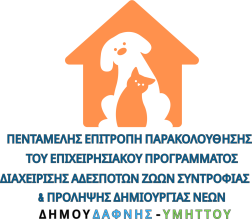 ΠΕΝΤΑΜΕΛΗΣ ΕΠΙΤΡΟΠΗ ΠΑΡΑΚΟΛΟΥΘΗΣΗΣ
ΤΟΥ ΕΠΙΧΕΙΡΗΣΙΑΚΟΥ ΠΡΟΓΡΑΜΜΑΤΟΣ
ΔΙΑΧΕΙΡΙΣΗΣ ΑΔΕΣΠΟΤΩΝ ΖΩΩΝ ΣΥΝΤΡΟΦΙΑΣ
& ΠΡΟΛΗΨΗΣ ΔΗΜΙΟΥΡΓΙΑΣ ΝΕΩΝ
ΔΗΜΟΥ ΔΑΦΝΗΣ - ΥΜΗΤΤΟΥ